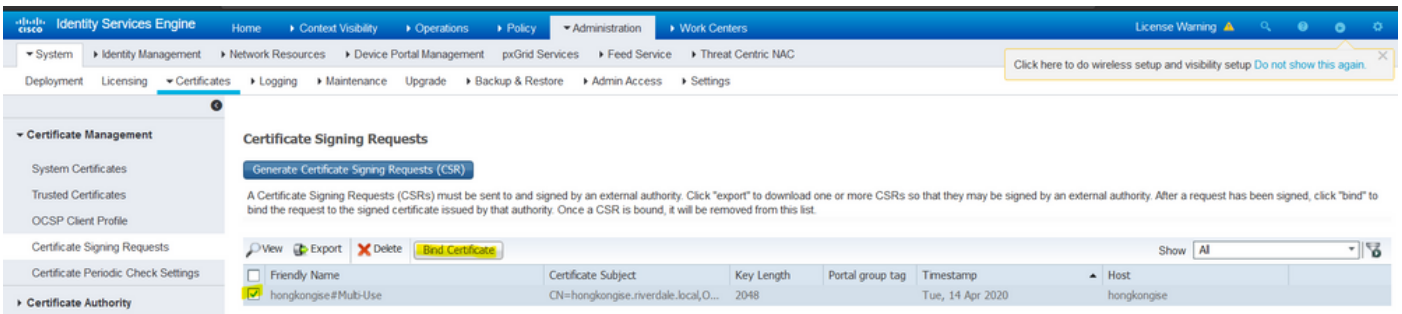 cisco Identity Services Engine Home Context Visibility Operations Policy Administration Work Centers License Warning
System Identity Management Network Resources Device Portal Management pxGrid Services Feed Service Threat Centric NAC
Click here to do wireless setup and visibility setup Do not show this again.
Deployment Licensing Certificates Logging Maintenance Upgrade Backup & Restore Admin Access Settings
Certificate Management
System Certificates
Trusted Certificates
OCSP Client Profile
Certificate Signing Requests
Certificate Periodic Check Settings
Certificate Authority
Certificate Signing Requests
Generate Certificate Signing Requests (CSR)
A Certificate Signing Requests (CSRs) must be sent to and signed by an external authority. Click "export" to download one or more CSRs so that they may be signed by an external authority. After a request has been signed, click "bind" to
bind the request to the signed certificate issued by that authority. Once a CSR is bound, it will be removed from this list.
View Export Delete Bind Certificate Show All
Friendly Name Certificate Subject Key Length Portal group tag Timestamp Host
hongkongise#Multi-Use CN=hongkongise.riverdale.local,O... 2048 Tue, 14 Apr 2020 hongkongise